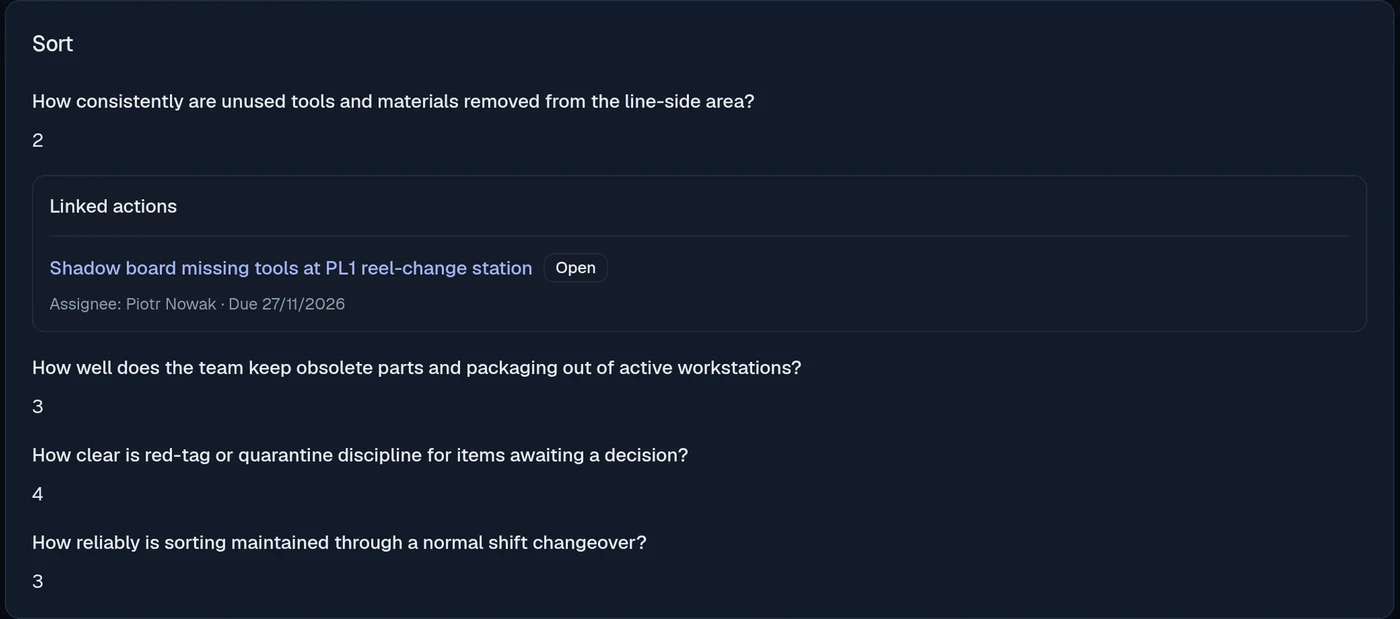 Sort
How consistently are unused tools and materials removed from the line-side area?
2
Linked actions
Shadow board missing tools at PL1 reel-change station Open
Assignee: Piotr Nowak · Due 27/11/2026
How well does the team keep obsolete parts and packaging out of active workstations?
3
How clear is red-tag or quarantine discipline for items awaiting a decision?
4
How reliably is sorting maintained through a normal shift changeover?
3